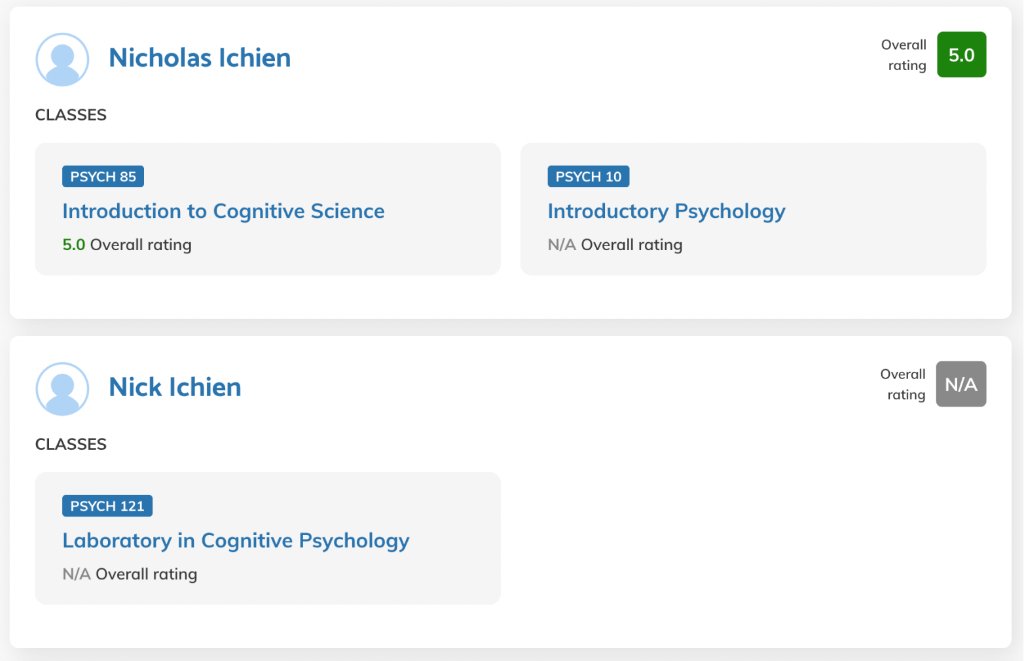 Nicholas Ichien
Overall
rating
5.0
CLASSES
PSYCH 85
Introduction to Cognitive Science
5.0 Overall rating
PSYCH 10
Introductory Psychology
N/A Overall rating
Nick Ichien
Overall
rating
N/A
CLASSES
PSYCH 121
Laboratory in Cognitive Psychology
N/A Overall rating